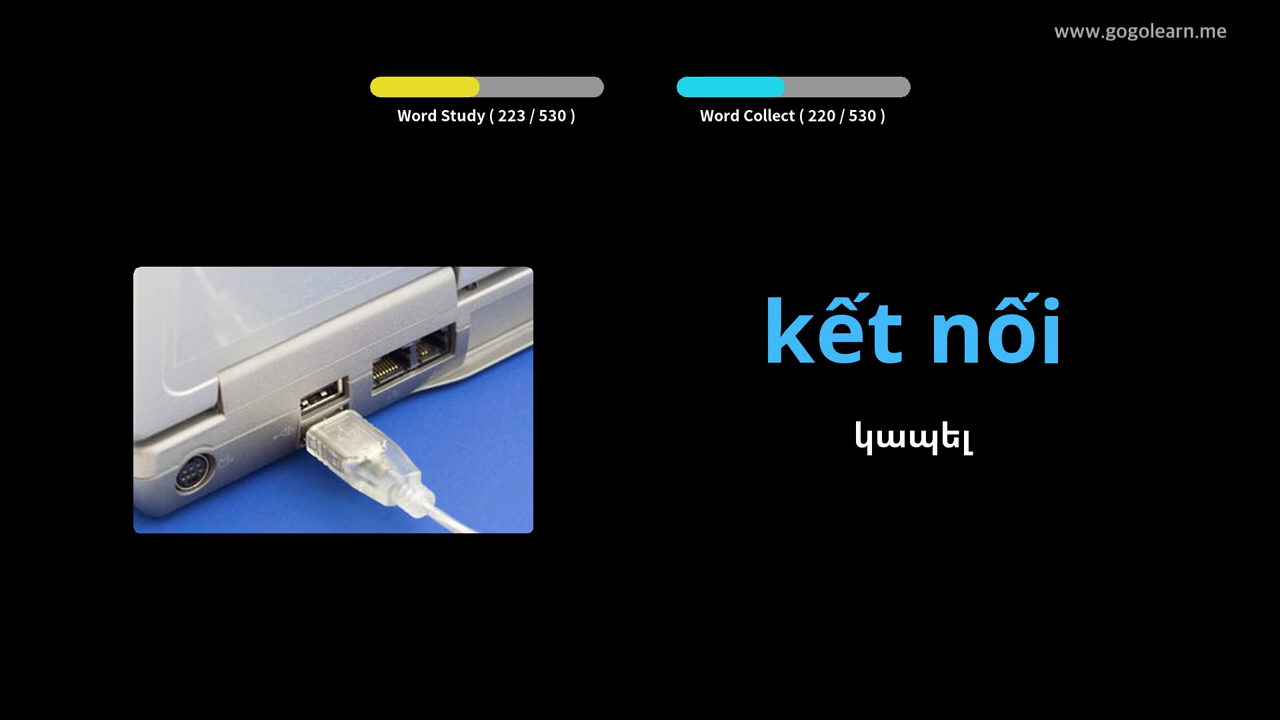 www.gogolearn.me
Word Study ( 223 / 530 )
Word Collect ( 220 / 530 )
kết nối
կապել